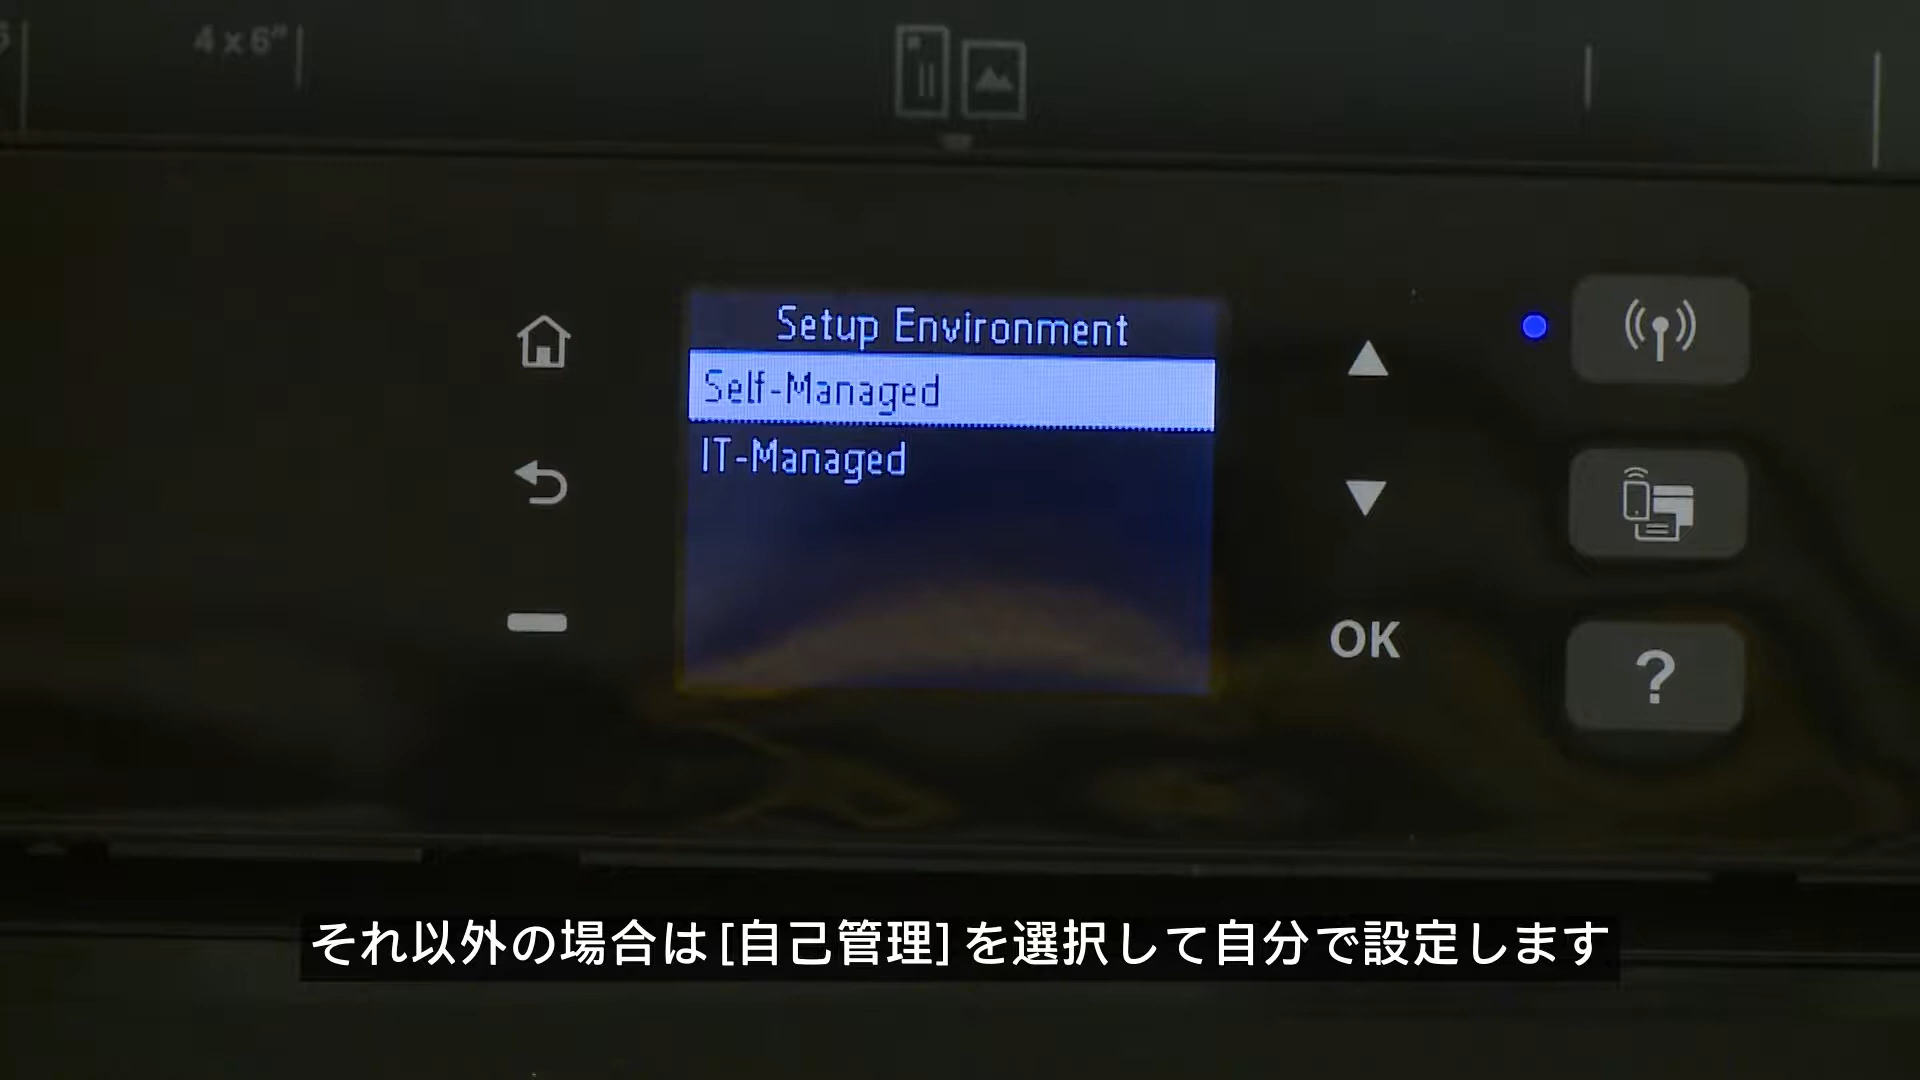 4 x 6"
Setup Environment
Self-Managed
IT-Managed
OK
?
それ以外の場合は [自己管理] を選択して自分で設定します